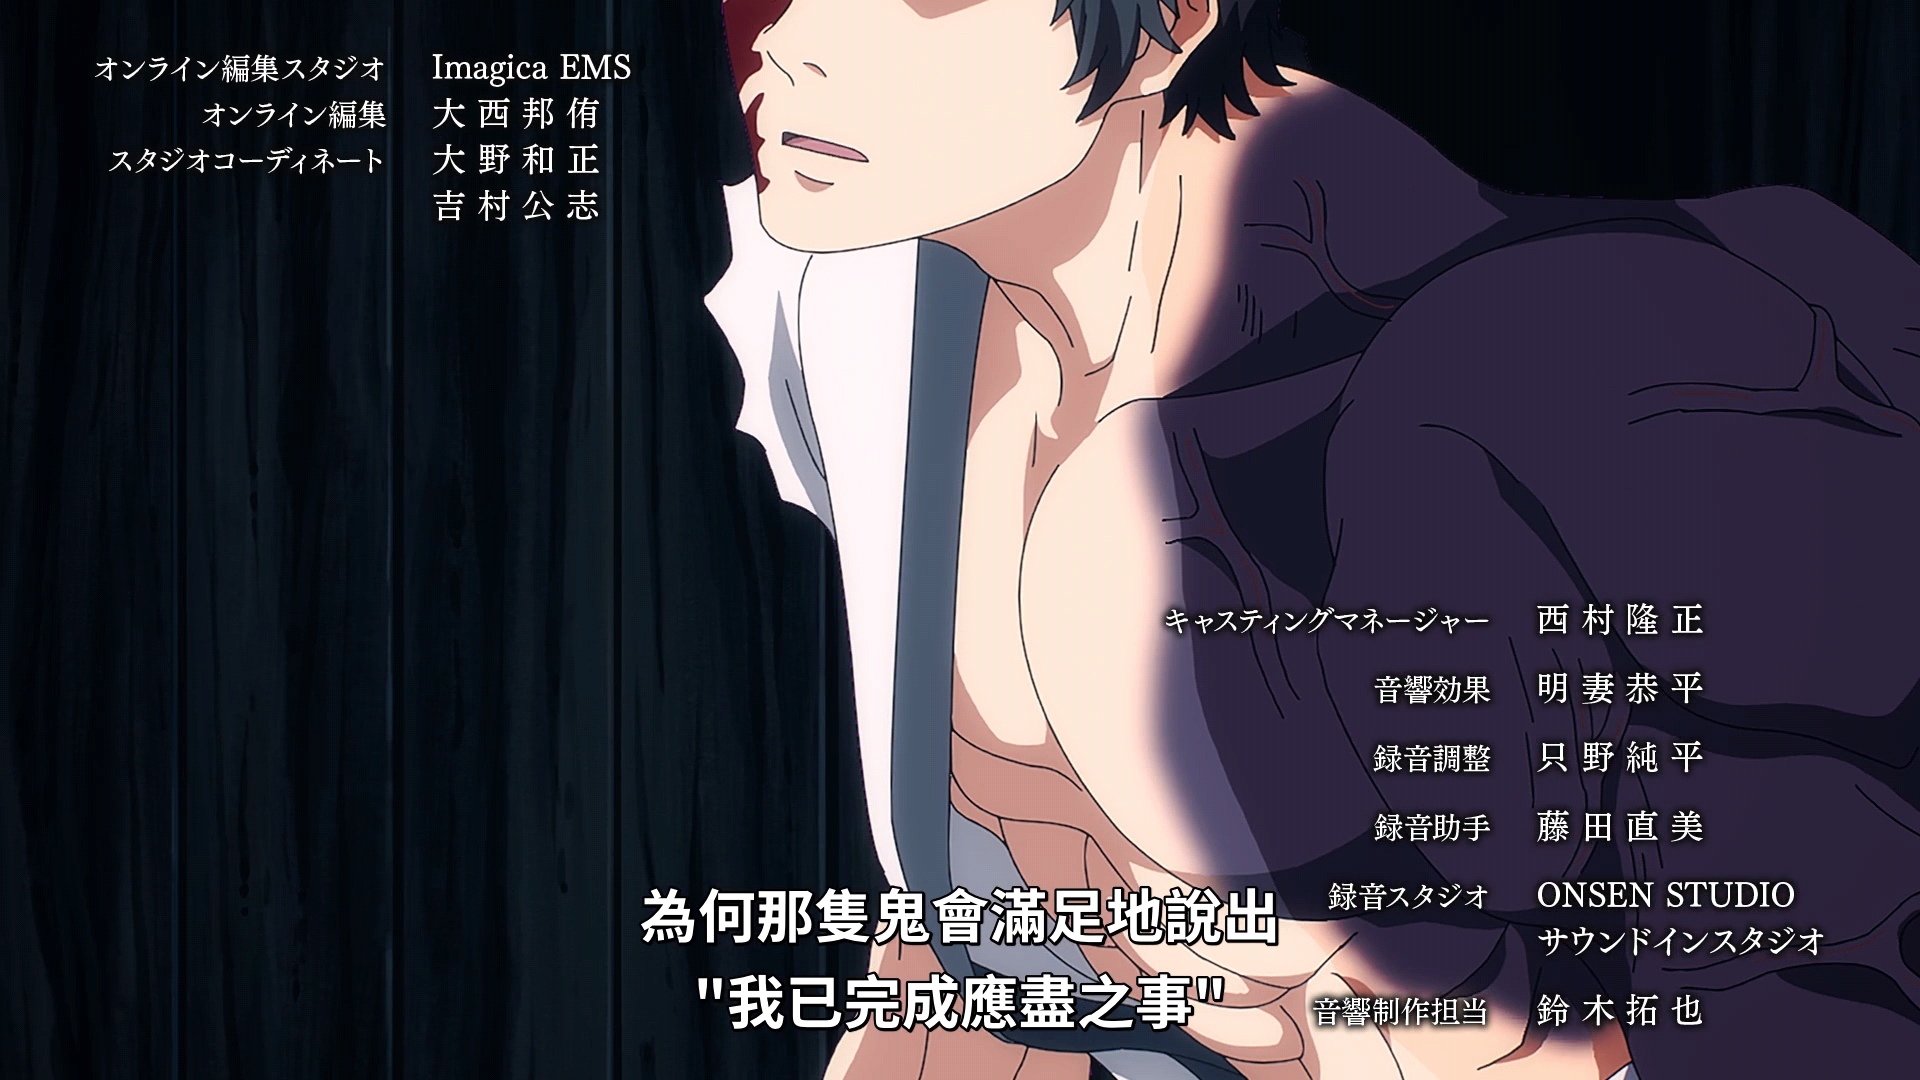 オンライン編集スタジオ Imagica EMS
オンライン編集 大西邦侑
スタジオコーディネート 大野和正
吉村公志
キャスティングマネージャー 西村隆正
音響効果 明妻恭平
録音調整 只野純平
録音助手 藤田直美
録音スタジオ ONSEN STUDIO
サウンドインスタジオ
音響制作担当 鈴木拓也
為何那隻鬼會滿足地說出
"我已完成應盡之事"